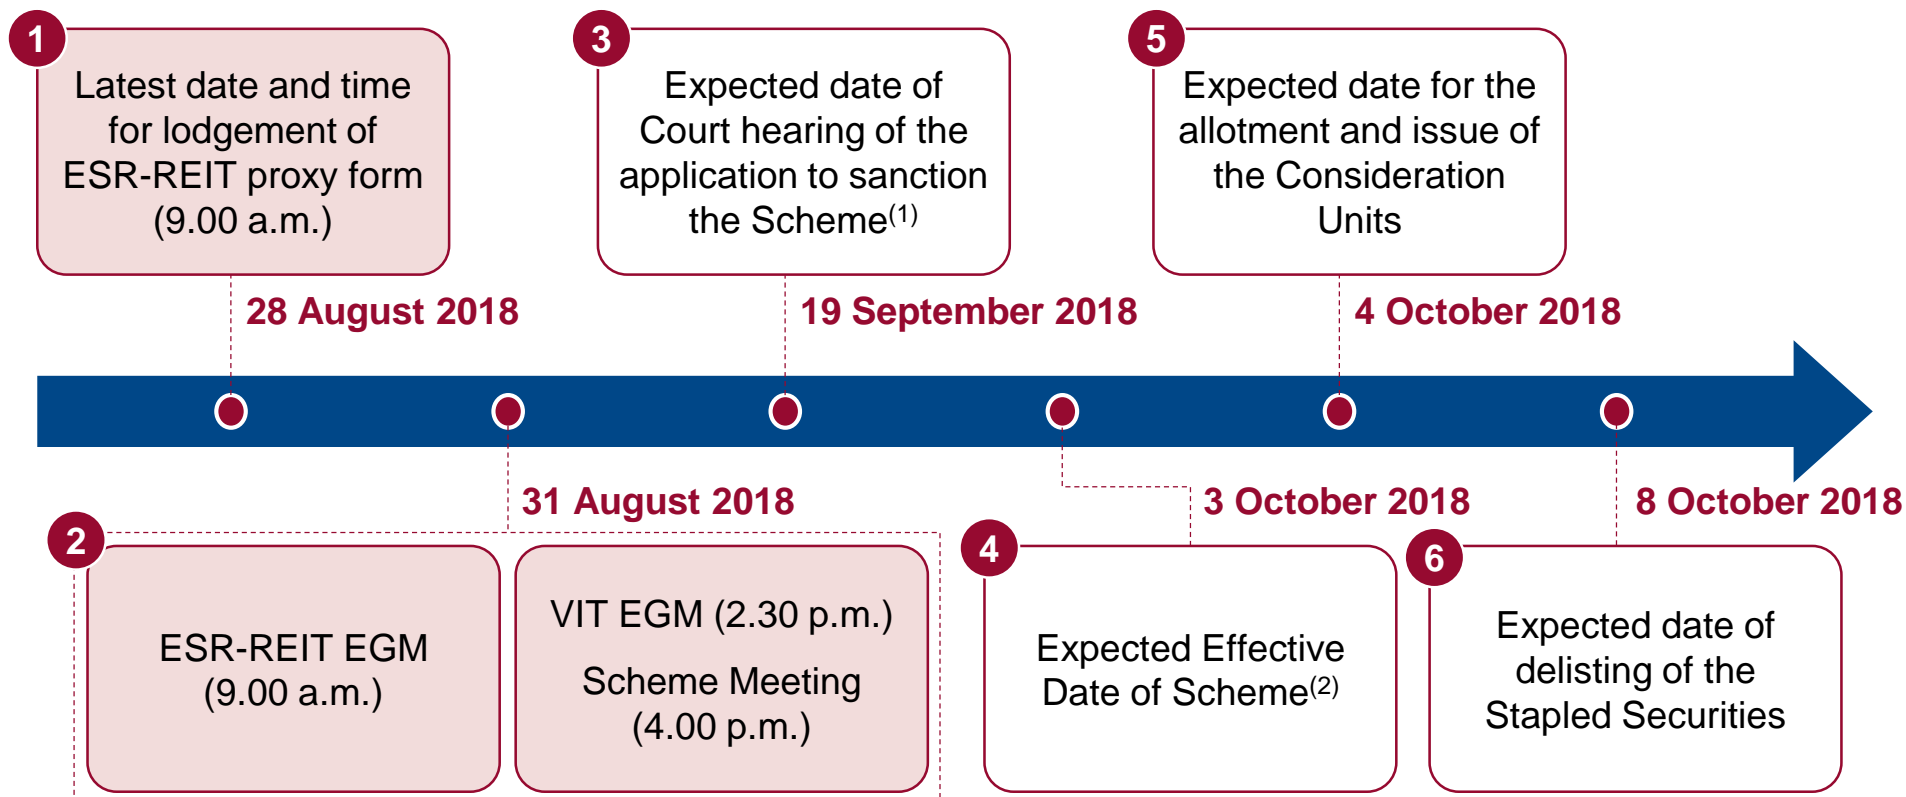 1
Latest date and time
for lodgement of
ESR-REIT proxy form
(9.00 a.m.)
28 August 2018
3
Expected date of
Court hearing of the
application to sanction
the Scheme(1)
19 September 2018
5
Expected date for the
allotment and issue of
the Consideration
Units
4 October 2018
31 August 2018
2
ESR-REIT EGM
(9.00 a.m.)
VIT EGM (2.30 p.m.)
Scheme Meeting
(4.00 p.m.)
3 October 2018
4
Expected Effective
Date of Scheme(2)
8 October 2018
6
Expected date of
delisting of the
Stapled Securities